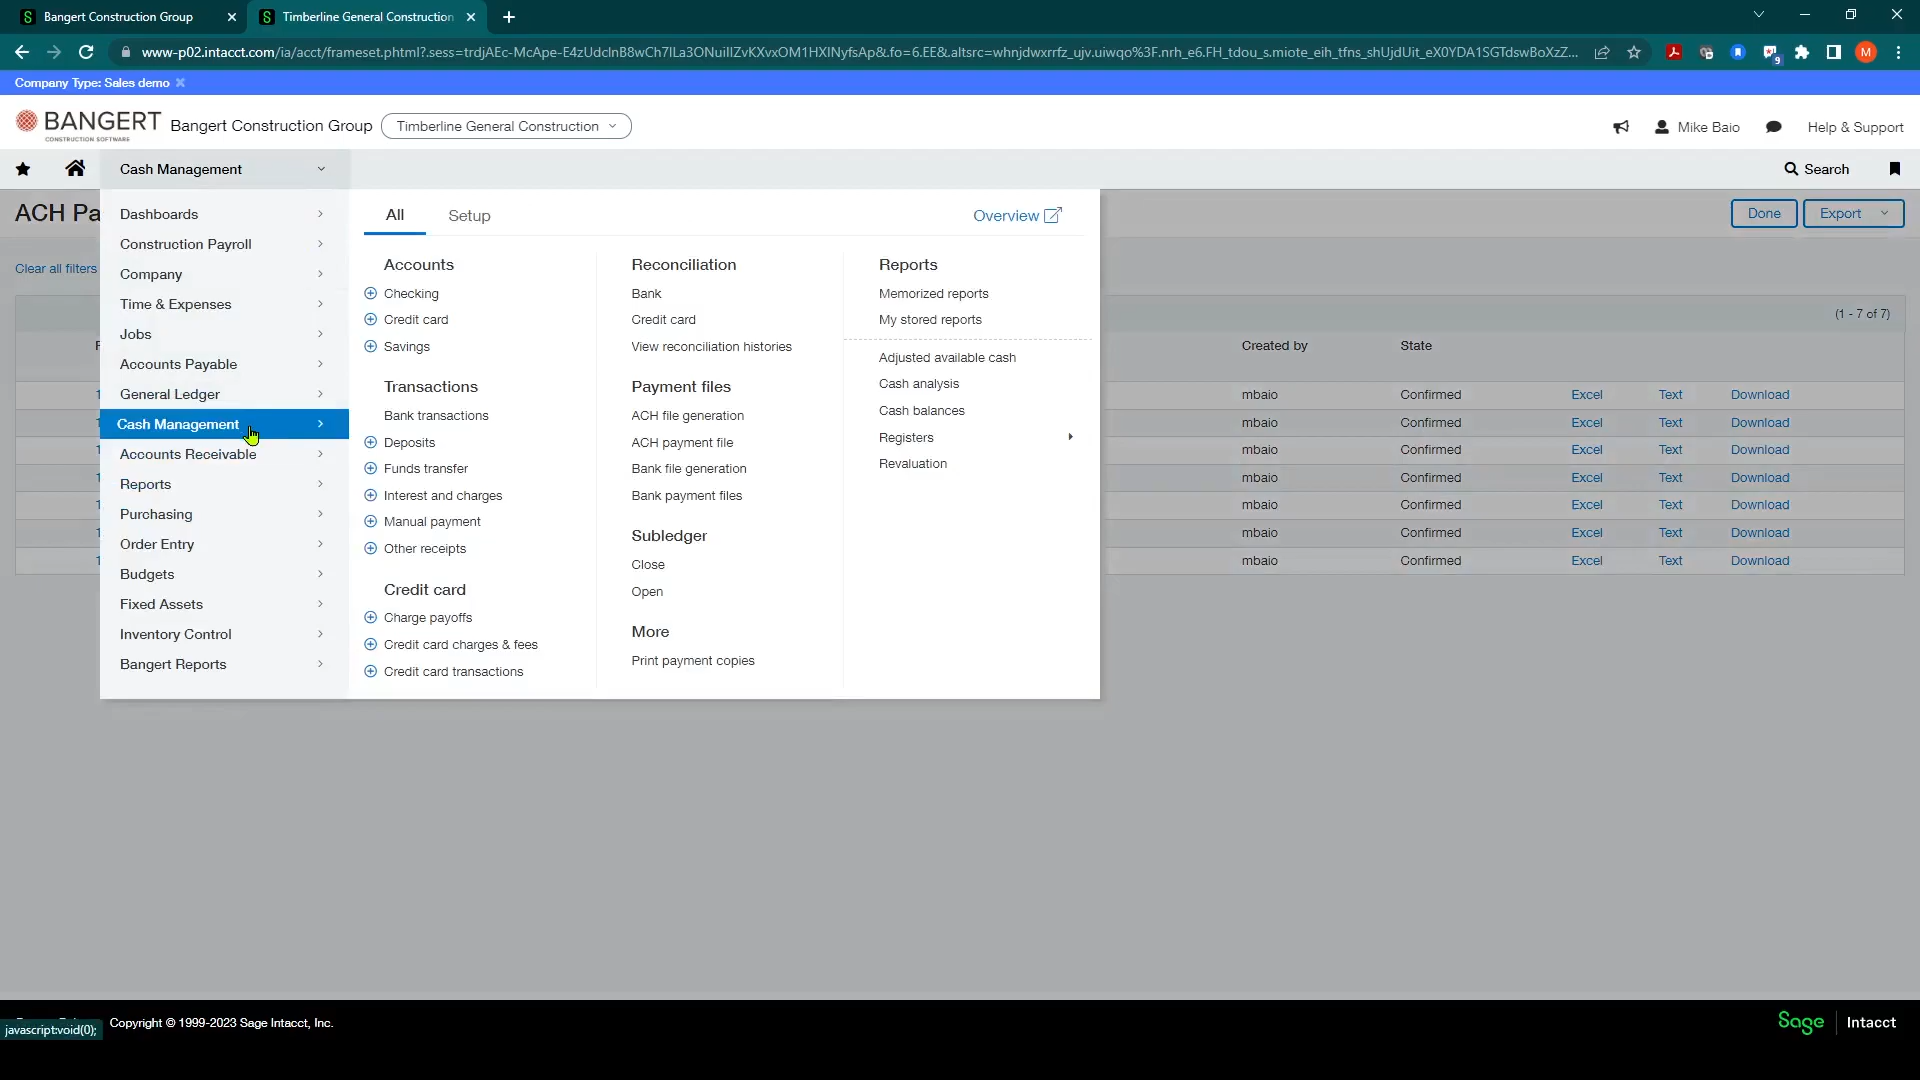 Bangert Construction Group
Timberline General Construction
www-p02.intacct.com/ia/acct/frameset.phtml?.sess=trdjAEc-McApe-E4zUdclnB8wCh7lLa3ONuiIIZvKXvxOM1HXINyfsAp&.fo=6.EE&.altsrc=whnjdwxrrfz_ujv.uiwqo%3F.nrh_e6.FH_tdou_s.miote_eih_tfns_shUjdUit_eX0YDA1SGTdswBoXzZ...
9
M
Company Type: Sales demo
BANGERT
CONSTRUCTION SOFTWARE
Bangert Construction Group
Timberline General Construction
Mike Baio
Help & Support
Cash Management
Search
ACH Pa
Done
Export
Clear all filters
Dashboards
Construction Payroll
Company
Time & Expenses
Jobs
Accounts Payable
General Ledger
Cash Management
Accounts Receivable
Reports
Purchasing
Order Entry
Budgets
Fixed Assets
Inventory Control
Bangert Reports
All
Setup
Overview
Accounts
Checking
Credit card
Savings
Transactions
Bank transactions
Deposits
Funds transfer
Interest and charges
Manual payment
Other receipts
Credit card
Charge payoffs
Credit card charges & fees
Credit card transactions
Reconciliation
Bank
Credit card
View reconciliation histories
Payment files
ACH file generation
ACH payment file
Bank file generation
Bank payment files
Subledger
Close
Open
More
Print payment copies
Reports
Memorized reports
My stored reports
Adjusted available cash
Cash analysis
Cash balances
Registers
Revaluation
(1 - 7 of 7)
Created by State
mbaio Confirmed Excel Text Download
mbaio Confirmed Excel Text Download
mbaio Confirmed Excel Text Download
mbaio Confirmed Excel Text Download
mbaio Confirmed Excel Text Download
mbaio Confirmed Excel Text Download
mbaio Confirmed Excel Text Download
javascript:void(0);
Copyright © 1999-2023 Sage Intacct, Inc.
Sage Intacct